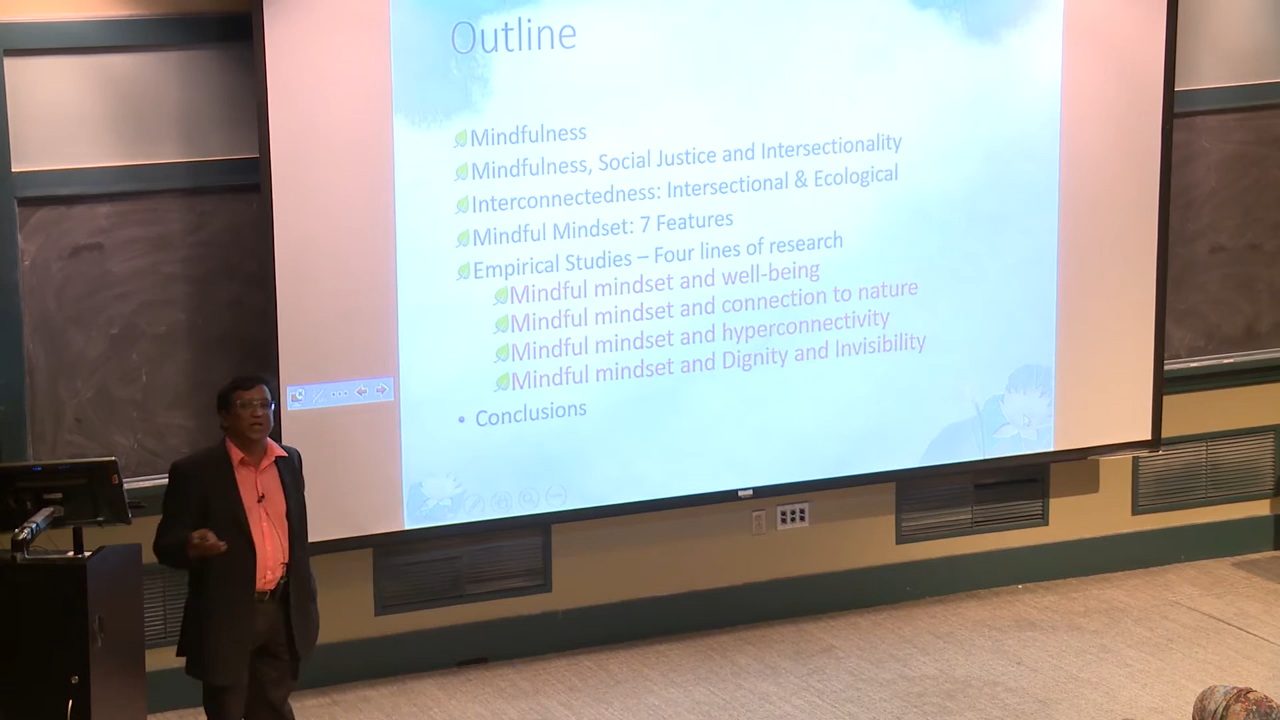 Outline
Mindfulness
Mindfulness, Social Justice and Intersectionality
Interconnectedness: Intersectional & Ecological
Mindful Mindset: 7 Features
Empirical Studies – Four lines of research
Mindful mindset and well-being
Mindful mindset and connection to nature
Mindful mindset and hyperconnectivity
Mindful mindset and Dignity and Invisibility
• Conclusions